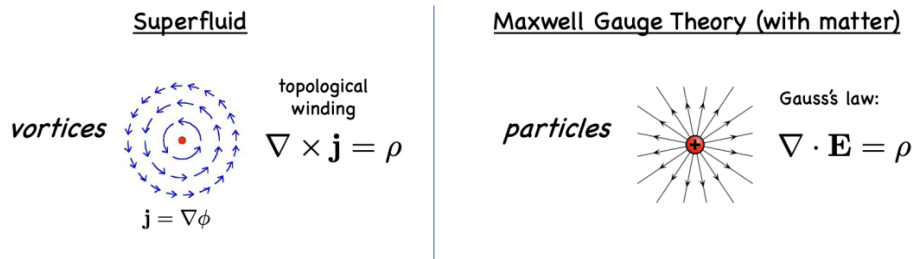 Superfluid
vortices
topological
winding
∇ × j = ρ
j = ∇ϕ
Maxwell Gauge Theory (with matter)
particles
+
Gauss's law:
∇ · E = ρ